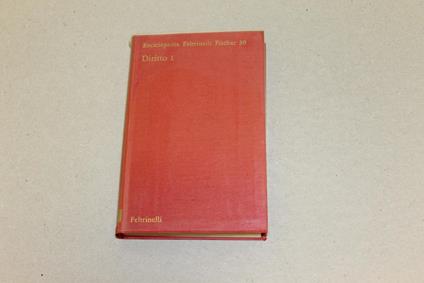 Enciclopedia Feltrinelli Fischer 30
Diritto 1
Feltrinelli